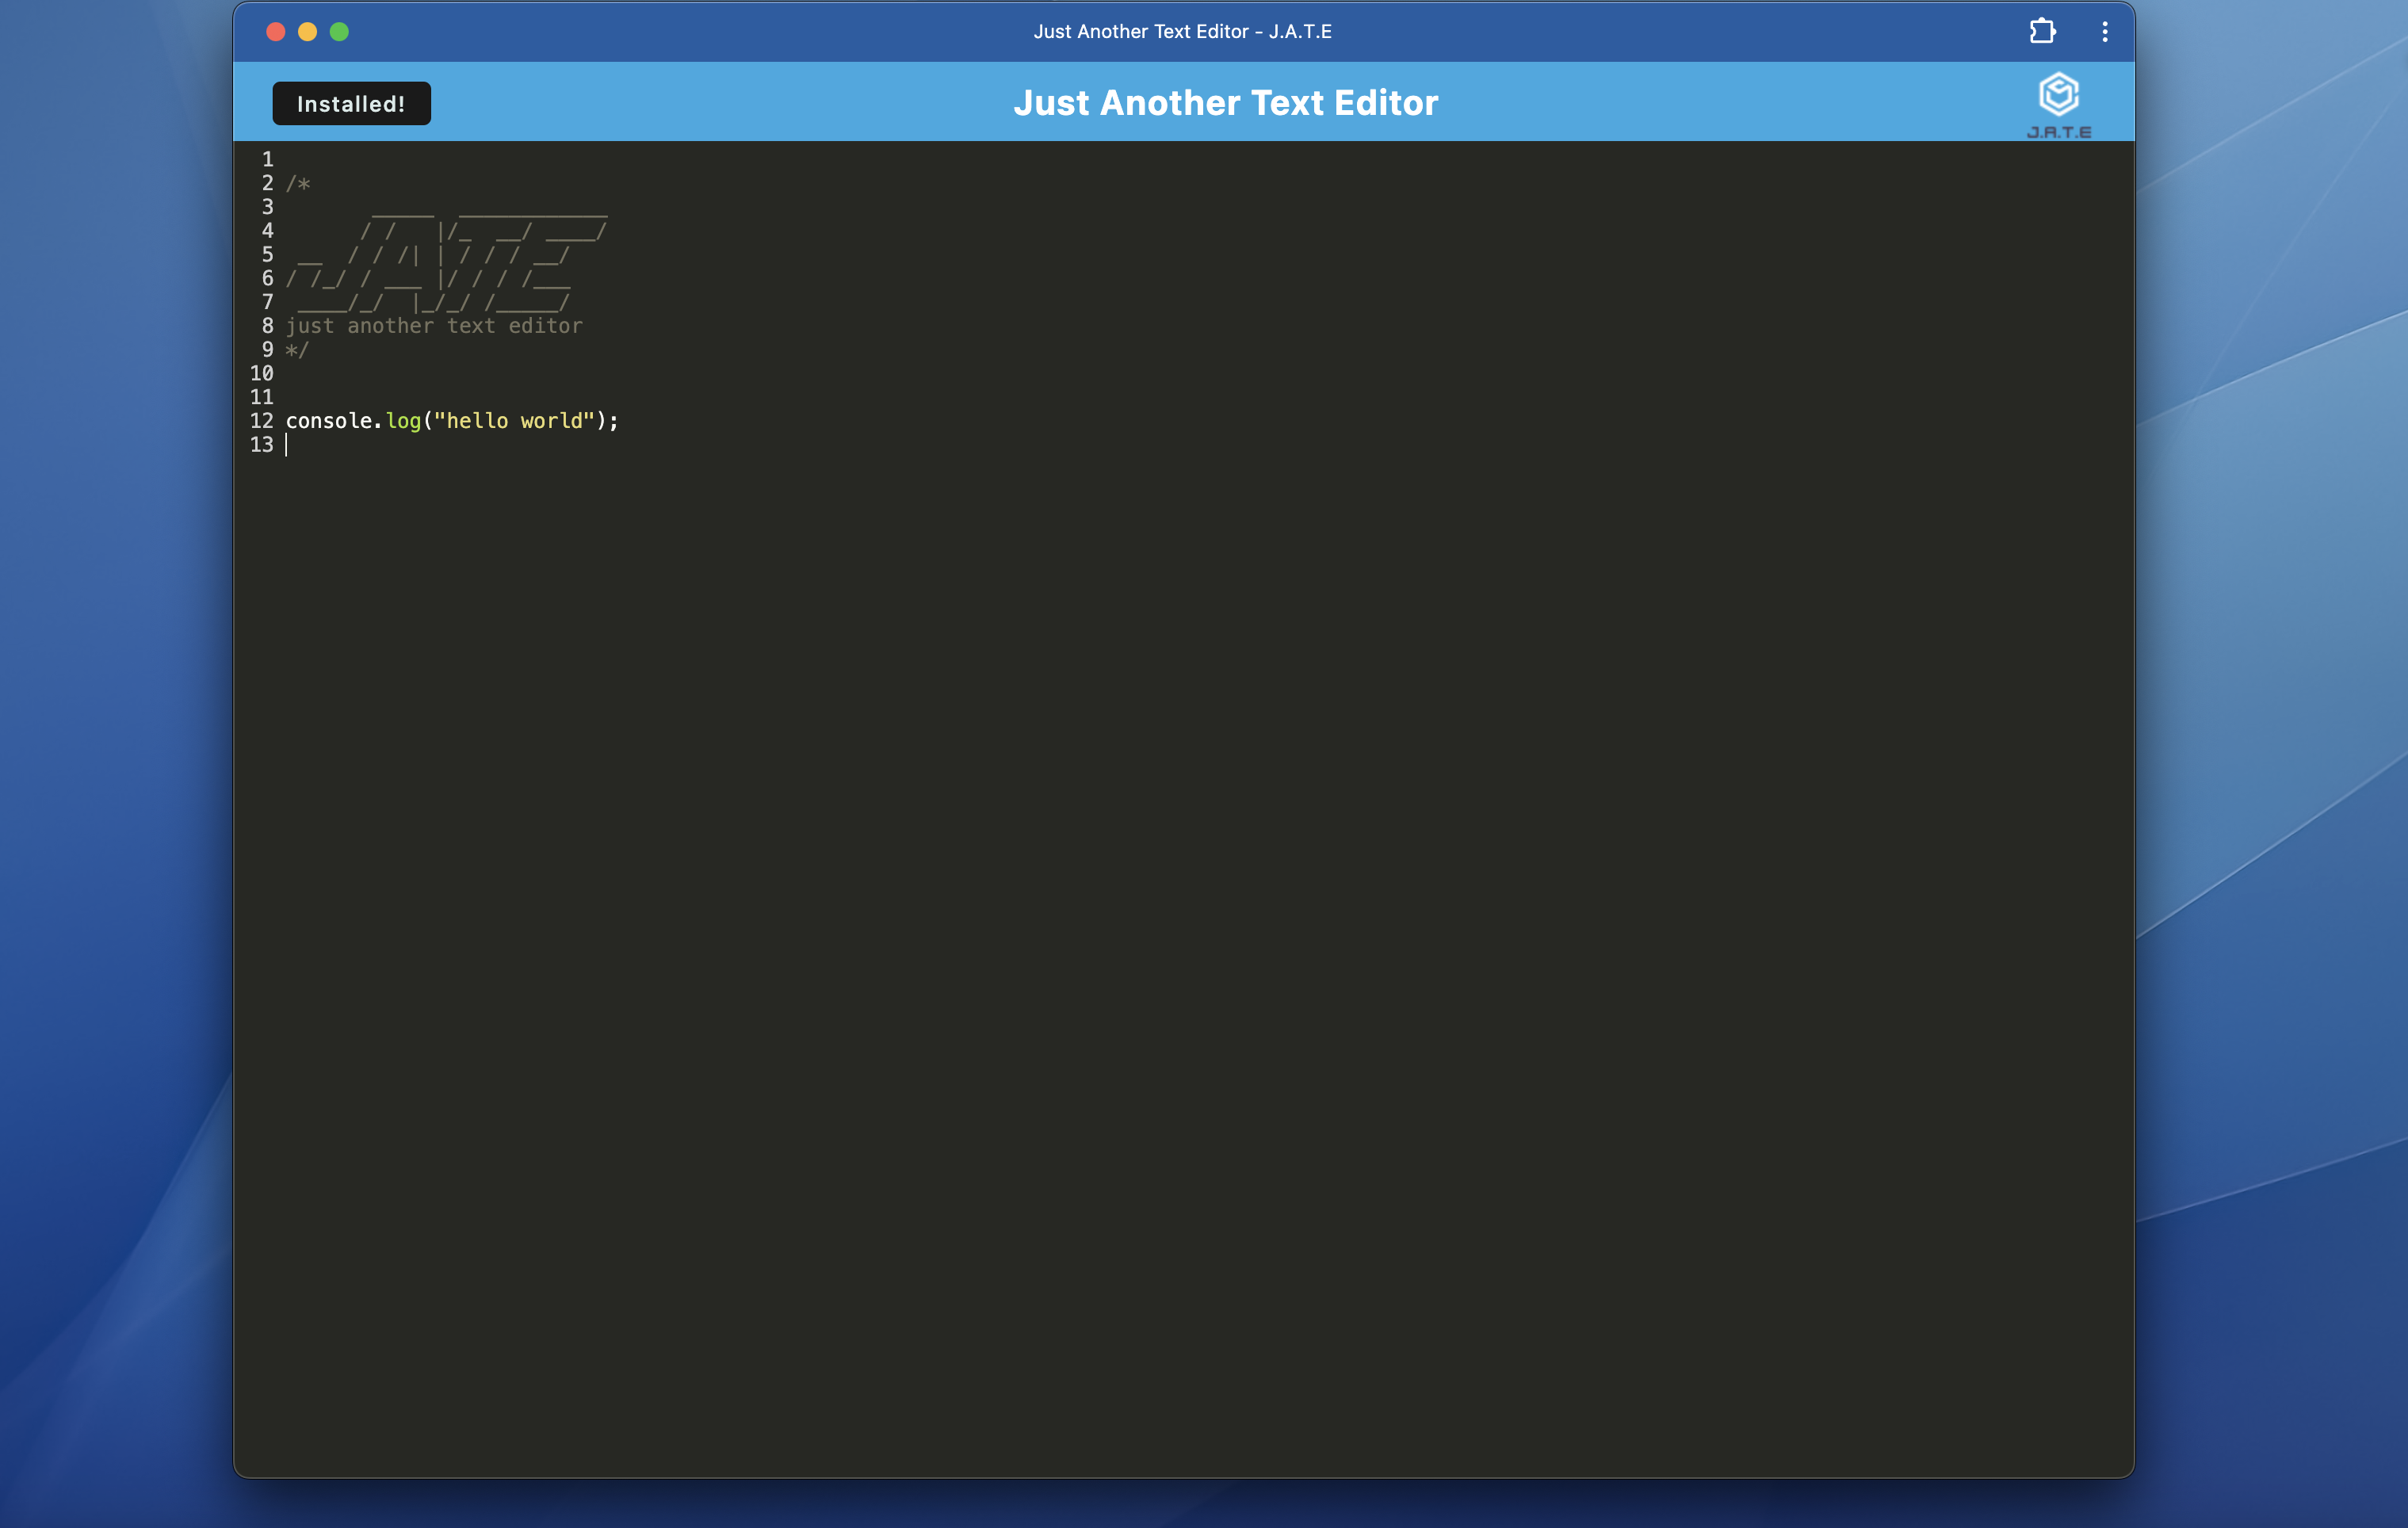 Just Another Text Editor - J.A.T.E
Installed!
Just Another Text Editor
J.A.T.E
1
2 /*
3        _____  ____________
4       / /   |/_  __/ ____/
5  __  / / /| | / / / __/
6 / /_/ / ___ |/ / / /___
7  ____/_/  |_/_/ /_____/
8 just another text editor
9 */
10
11
12 console.log("hello world");
13